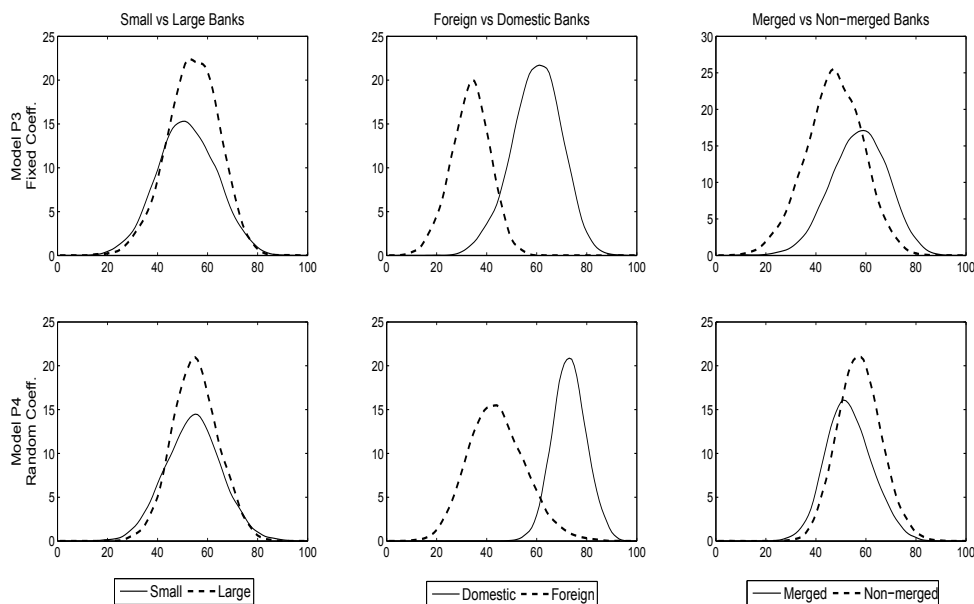 Small vs Large Banks
Foreign vs Domestic Banks
Merged vs Non−merged Banks
Model P3
Fixed Coeff.
25
20
15
10
5
0
0 20 40 60 80 100
25
20
15
10
5
0
0 20 40 60 80 100
30
25
20
15
10
5
0
0 20 40 60 80 100
Model P4
Random Coeff.
25
20
15
10
5
0
0 20 40 60 80 100
25
20
15
10
5
0
0 20 40 60 80 100
25
20
15
10
5
0
0 20 40 60 80 100
Small Large
Domestic Foreign
Merged Non−merged